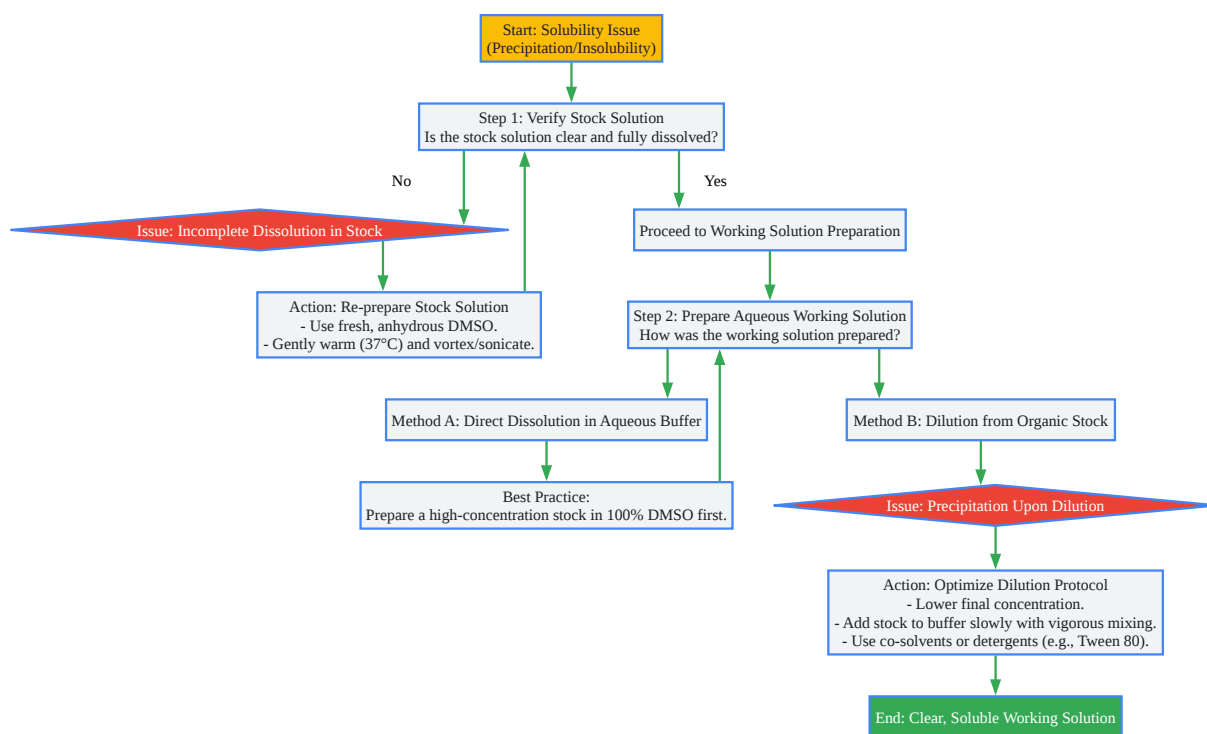 Start: Solubility Issue
(Precipitation/Insolubility)
Step 1: Verify Stock Solution
Is the stock solution clear and fully dissolved?
No
Yes
Issue: Incomplete Dissolution in Stock
Proceed to Working Solution Preparation
Action: Re-prepare Stock Solution
- Use fresh, anhydrous DMSO.
- Gently warm (37°C) and vortex/sonicate.
Step 2: Prepare Aqueous Working Solution
How was the working solution prepared?
Method A: Direct Dissolution in Aqueous Buffer
Method B: Dilution from Organic Stock
Best Practice:
Prepare a high-concentration stock in 100% DMSO first.
Issue: Precipitation Upon Dilution
Action: Optimize Dilution Protocol
- Lower final concentration.
- Add stock to buffer slowly with vigorous mixing.
- Use co-solvents or detergents (e.g., Tween 80).
End: Clear, Soluble Working Solution